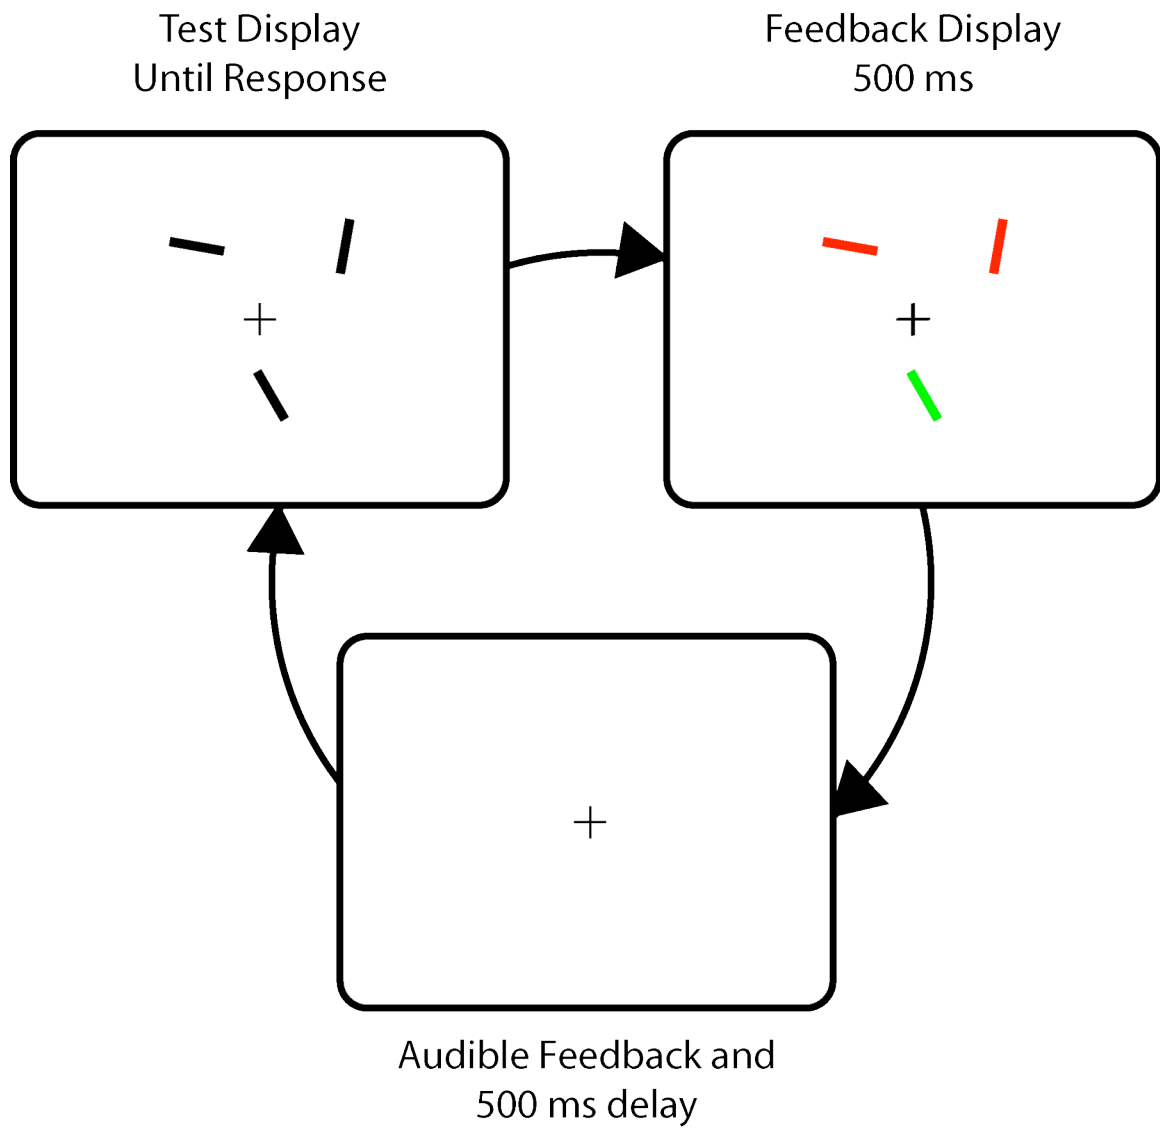 Test Display
Until Response
Feedback Display
500 ms
Audible Feedback and
500 ms delay